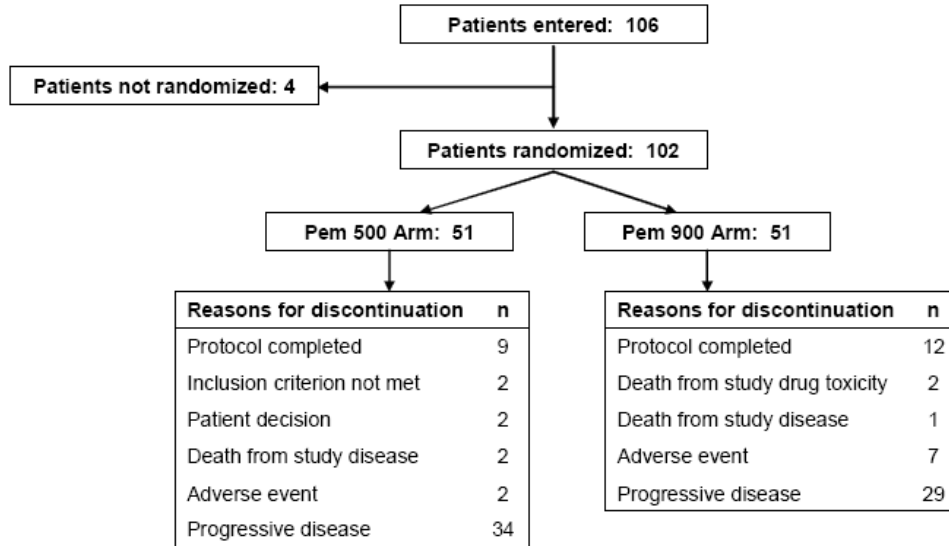 Patients entered: 106
Patients not randomized: 4
Patients randomized: 102
Pem 500 Arm: 51
Pem 900 Arm: 51
Reasons for discontinuation n
Protocol completed 9
Inclusion criterion not met 2
Patient decision 2
Death from study disease 2
Adverse event 2
Progressive disease 34
Reasons for discontinuation n
Protocol completed 12
Death from study drug toxicity 2
Death from study disease 1
Adverse event 7
Progressive disease 29